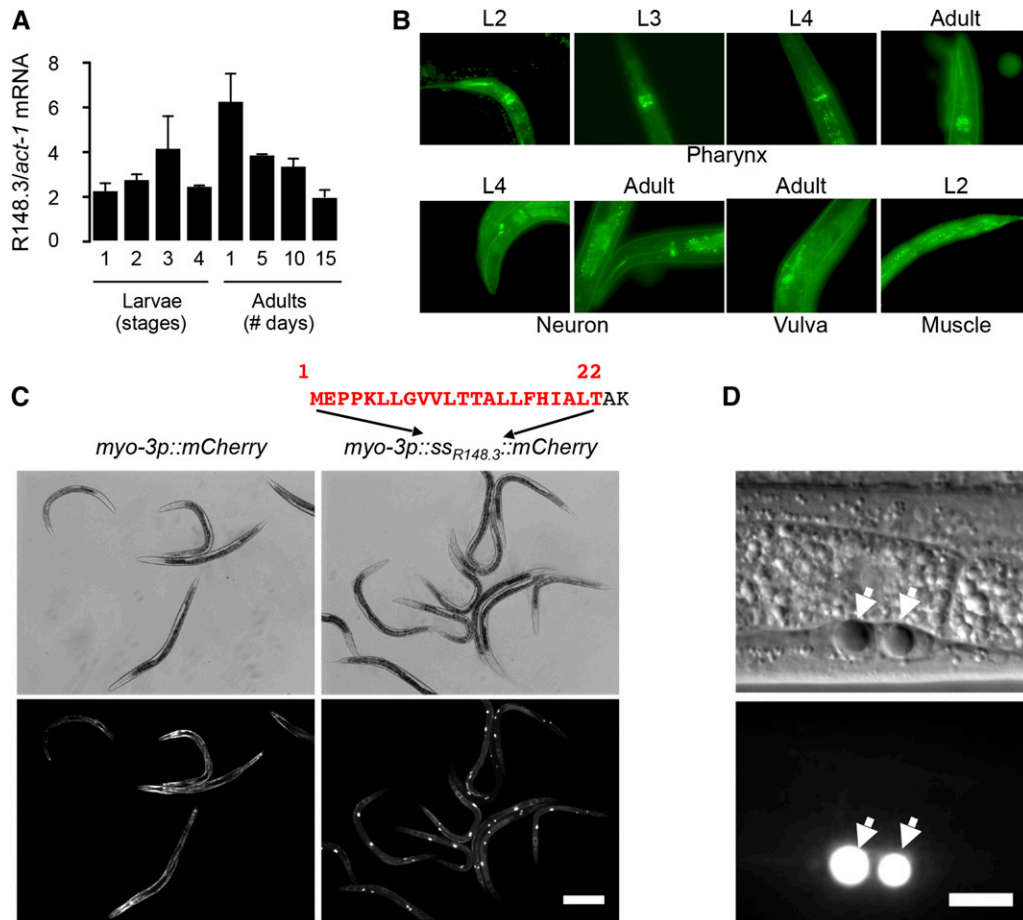 A
R148.3/act-1 mRNA
8
6
4
2
0
1 2 3 4 1 5 10 15
Larvae
(stages)
Adults
(# days)
B
L2 L3 L4 Adult
Pharynx
L4 Adult Adult L2
Neuron Vulva Muscle
C
1 22
MEPPKLLGVVLTTALLFHIALTAK
myo-3p::mCherry
myo-3p::ssR148.3::mCherry
D